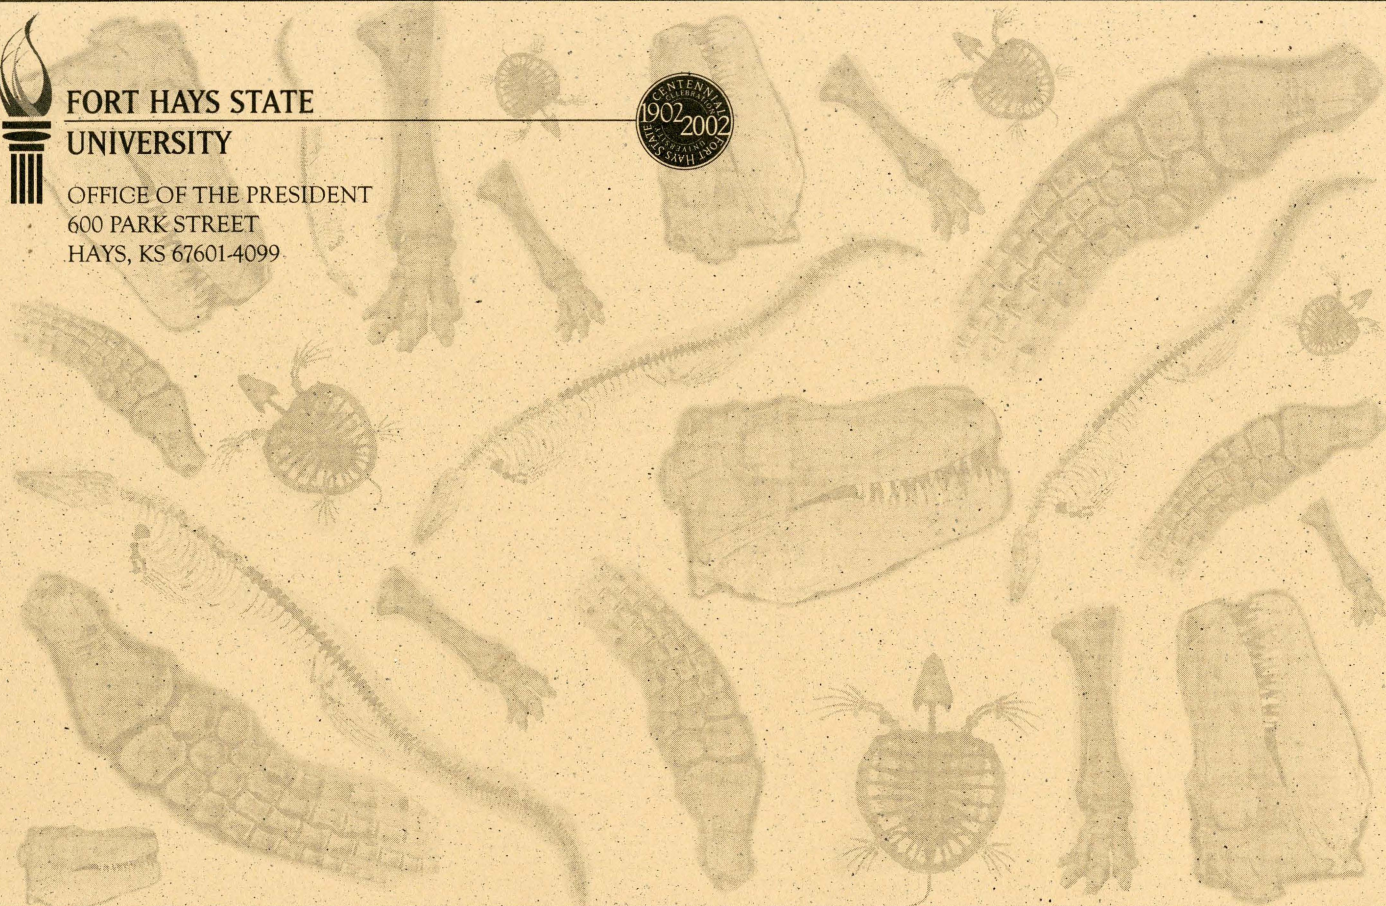 FORT HAYS STATE
UNIVERSITY
OFFICE OF THE PRESIDENT
600 PARK STREET
HAYS, KS 67601-4099
CENTENNIAL
CELEBRATION
1902
2002
FORT HAYS STATE
UNIVERSITY